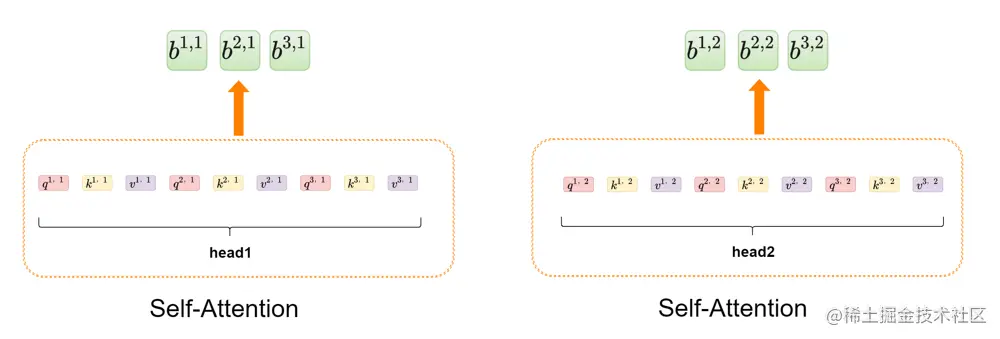 b^{1,1} b^{2,1} b^{3,1}
q^{1, 1} k^{1, 1} v^{1, 1} q^{2, 1} k^{2, 1} v^{2, 1} q^{3, 1} k^{3, 1} v^{3, 1}
head1
Self-Attention
b^{1,2} b^{2,2} b^{3,2}
q^{1, 2} k^{1, 2} v^{1, 2} q^{2, 2} k^{2, 2} v^{2, 2} q^{3, 2} k^{3, 2} v^{3, 2}
head2
Self-Attention
@稀土掘金技术社区